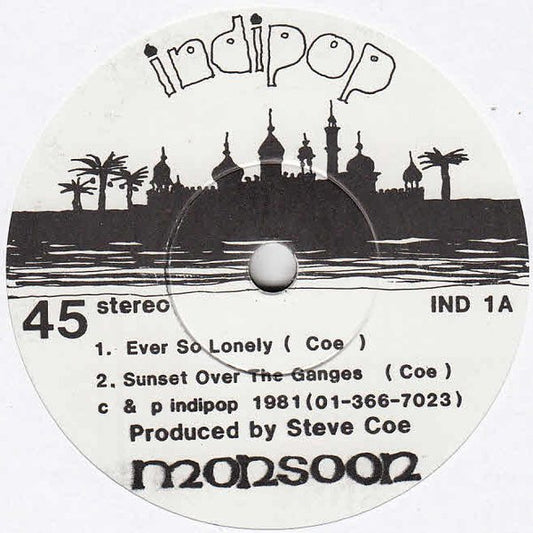 indipop
45 stereo IND 1A
1. Ever So Lonely ( Coe )
2. Sunset Over The Ganges ( Coe )
c & p indipop 1981 (01-366-7023)
Produced by Steve Coe
monsoon